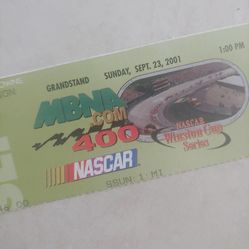 GRANDSTAND SUNDAY, SEPT. 23, 2001 1:00 PM
MBNA
.COM
400
NASCAR
NASCAR
Winston Cup
Series